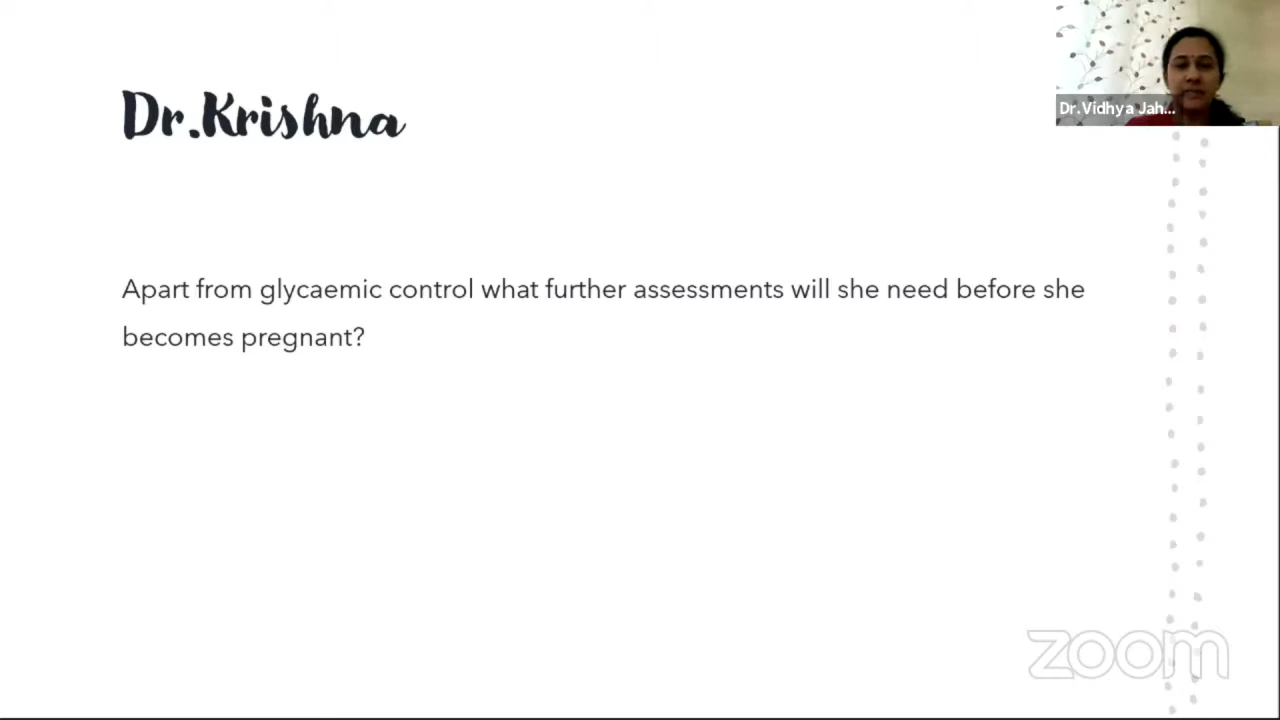 Dr.Krishna
Dr.Vidhya Jah...
Apart from glycaemic control what further assessments will she need before she
becomes pregnant?
zoom